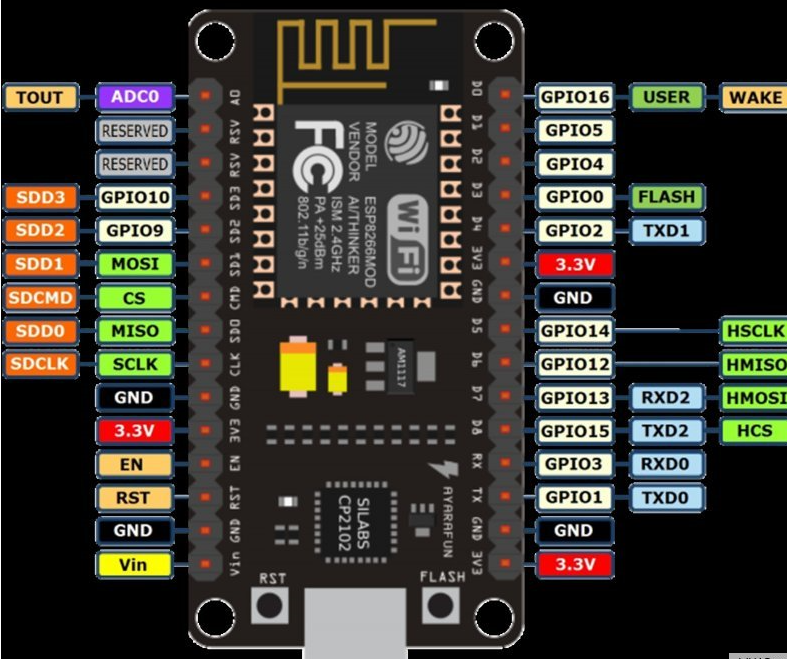 TOUT ADC0 A0 D0 GPIO16 USER WAKE
RESERVED RSV D1 GPIO5
RESERVED RSV D2 GPIO4
SDD3 GPIO10 SD3 D3 GPIO0 FLASH
SDD2 GPIO9 SD2 D4 GPIO2 TXD1
SDD1 MOSI SD1 3V3 3.3V
SDCMD CS CMD GND GND
SDD0 MISO SD0 D5 GPIO14 HSCLK
SDCLK SCLK CLK D6 GPIO12 HMISO
GND GND D7 GPIO13 RXD2 HMOSI
3.3V 3V3 D8 GPIO15 TXD2 HCS
EN EN RX GPIO3 RXD0
RST RST TX GPIO1 TXD0
GND GND GND GND
Vin Vin 3V3 3.3V
MODEL ESP8266MOD
VENDOR AI/THINKER
ISM 2.4GHz
PA +25dBm
802.11b/g/n
FC
Wi Fi
AM1117
SILABS
CP2102
AYARAFUN
RST
FLASH